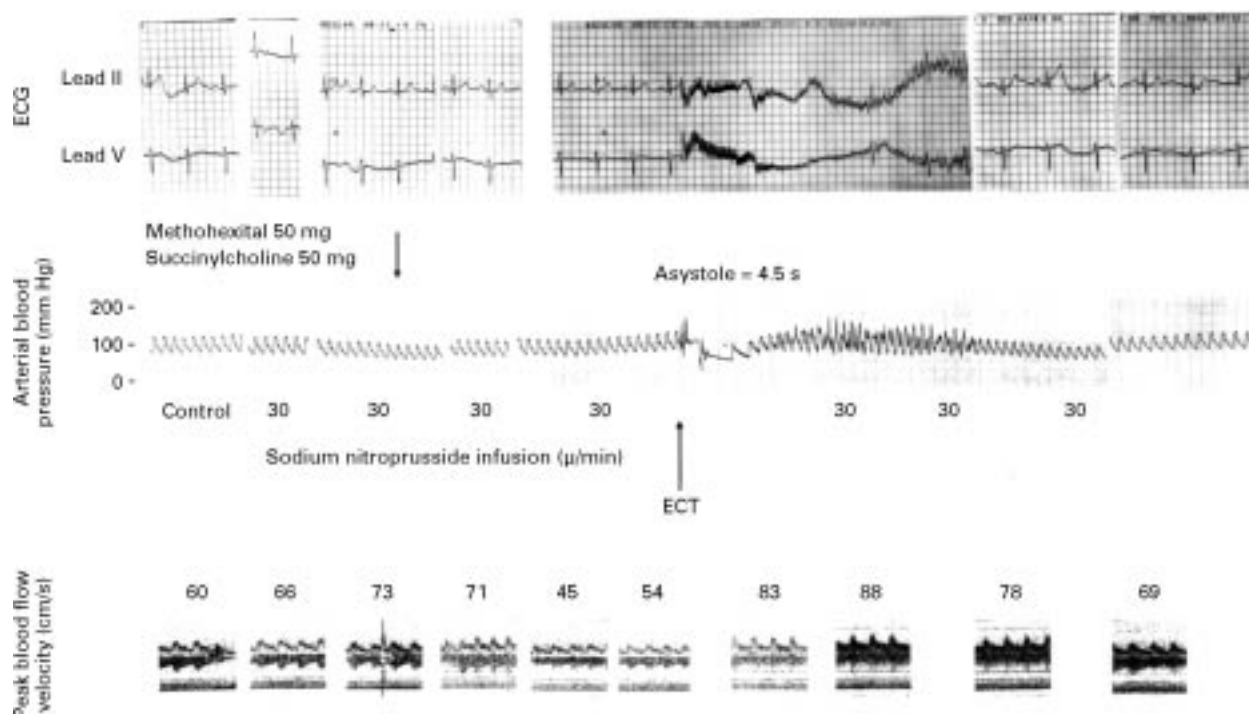 ECG
Lead II
Lead V
Methohexital 50 mg
Succinylcholine 50 mg
Asystole = 4.5 s
Arterial blood
pressure (mm Hg)
200 -
100 -
0 -
Control 30 30 30 30 30 30 30
Sodium nitroprusside infusion (μ/min)
ECT
Peak blood flow
velocity (cm/s)
60 66 73 71 45 54 83 88 78 69